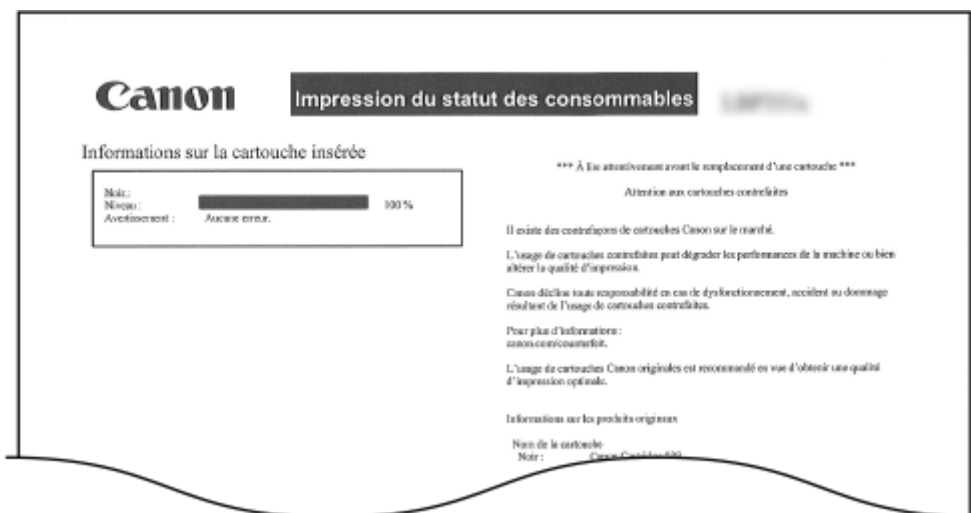 Canon
Impression du statut des consommables
Informations sur la cartouche insérée
Noir :
Niveau : 100 %
Avertissement : Aucune erreur.
*** À lire attentivement avant le remplacement d'une cartouche ***
Attention aux cartouches contrefaites
Il existe des contrefaçons de cartouches Canon sur le marché.
L'usage de cartouches contrefaites peut dégrader les performances de la machine ou bien
altérer la qualité d'impression.
Canon décline toute responsabilité en cas de dysfonctionnement, accident ou dommage
résultant de l'usage de cartouches contrefaites.
Pour plus d'informations :
canon.com/counterfeit.
L'usage de cartouches Canon originales est recommandé en vue d'obtenir une qualité
d'impression optimale.
Informations sur les produits originaux
Nom de la cartouche
Noir : Canon